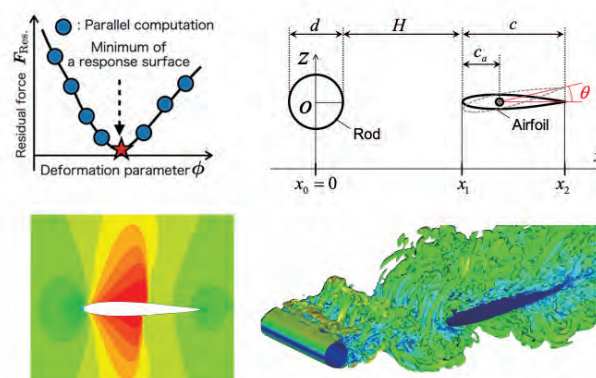 : Parallel computation
Minimum of
a response surface
Residual force F_Res.
Deformation parameter ϕ
d
H
c
c_a
z
O
θ
Rod
Airfoil
x_0 = 0
x_1
x_2